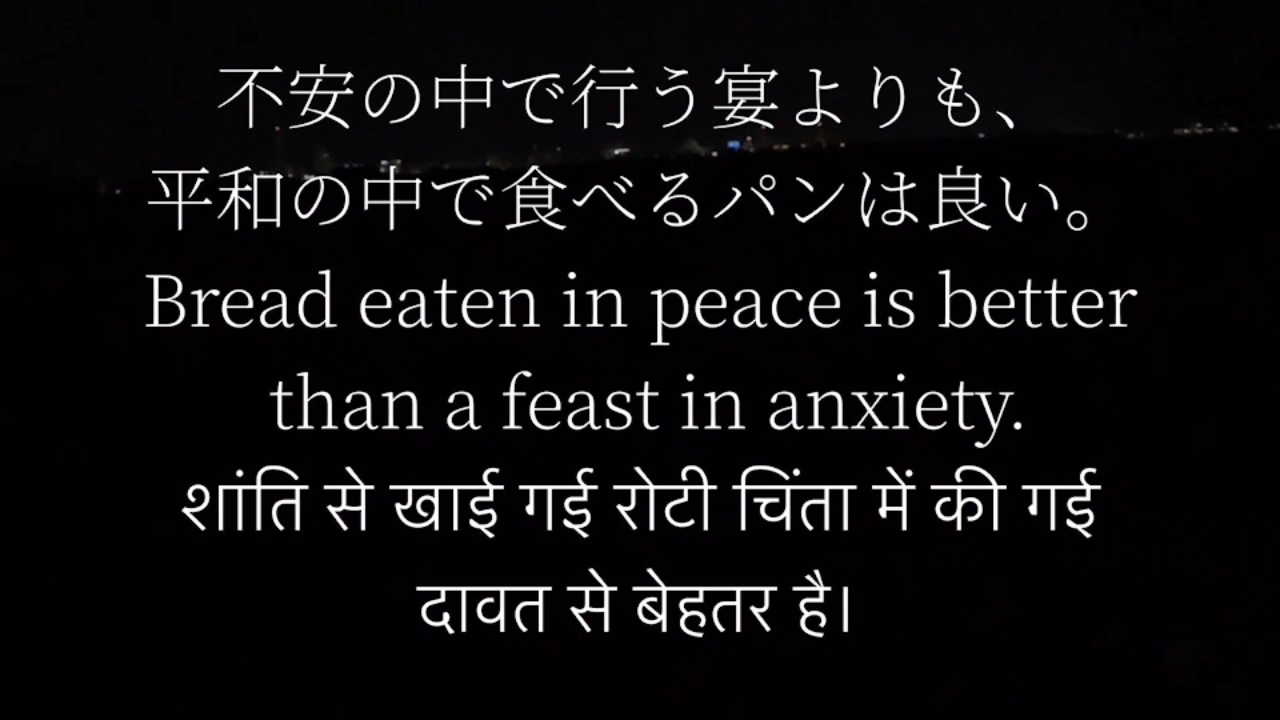 不安の中で行う宴よりも、
平和の中で食べるパンは良い。
Bread eaten in peace is better
than a feast in anxiety.
शांति से खाई गई रोटी चिंता में की गई
दावत से बेहतर है।